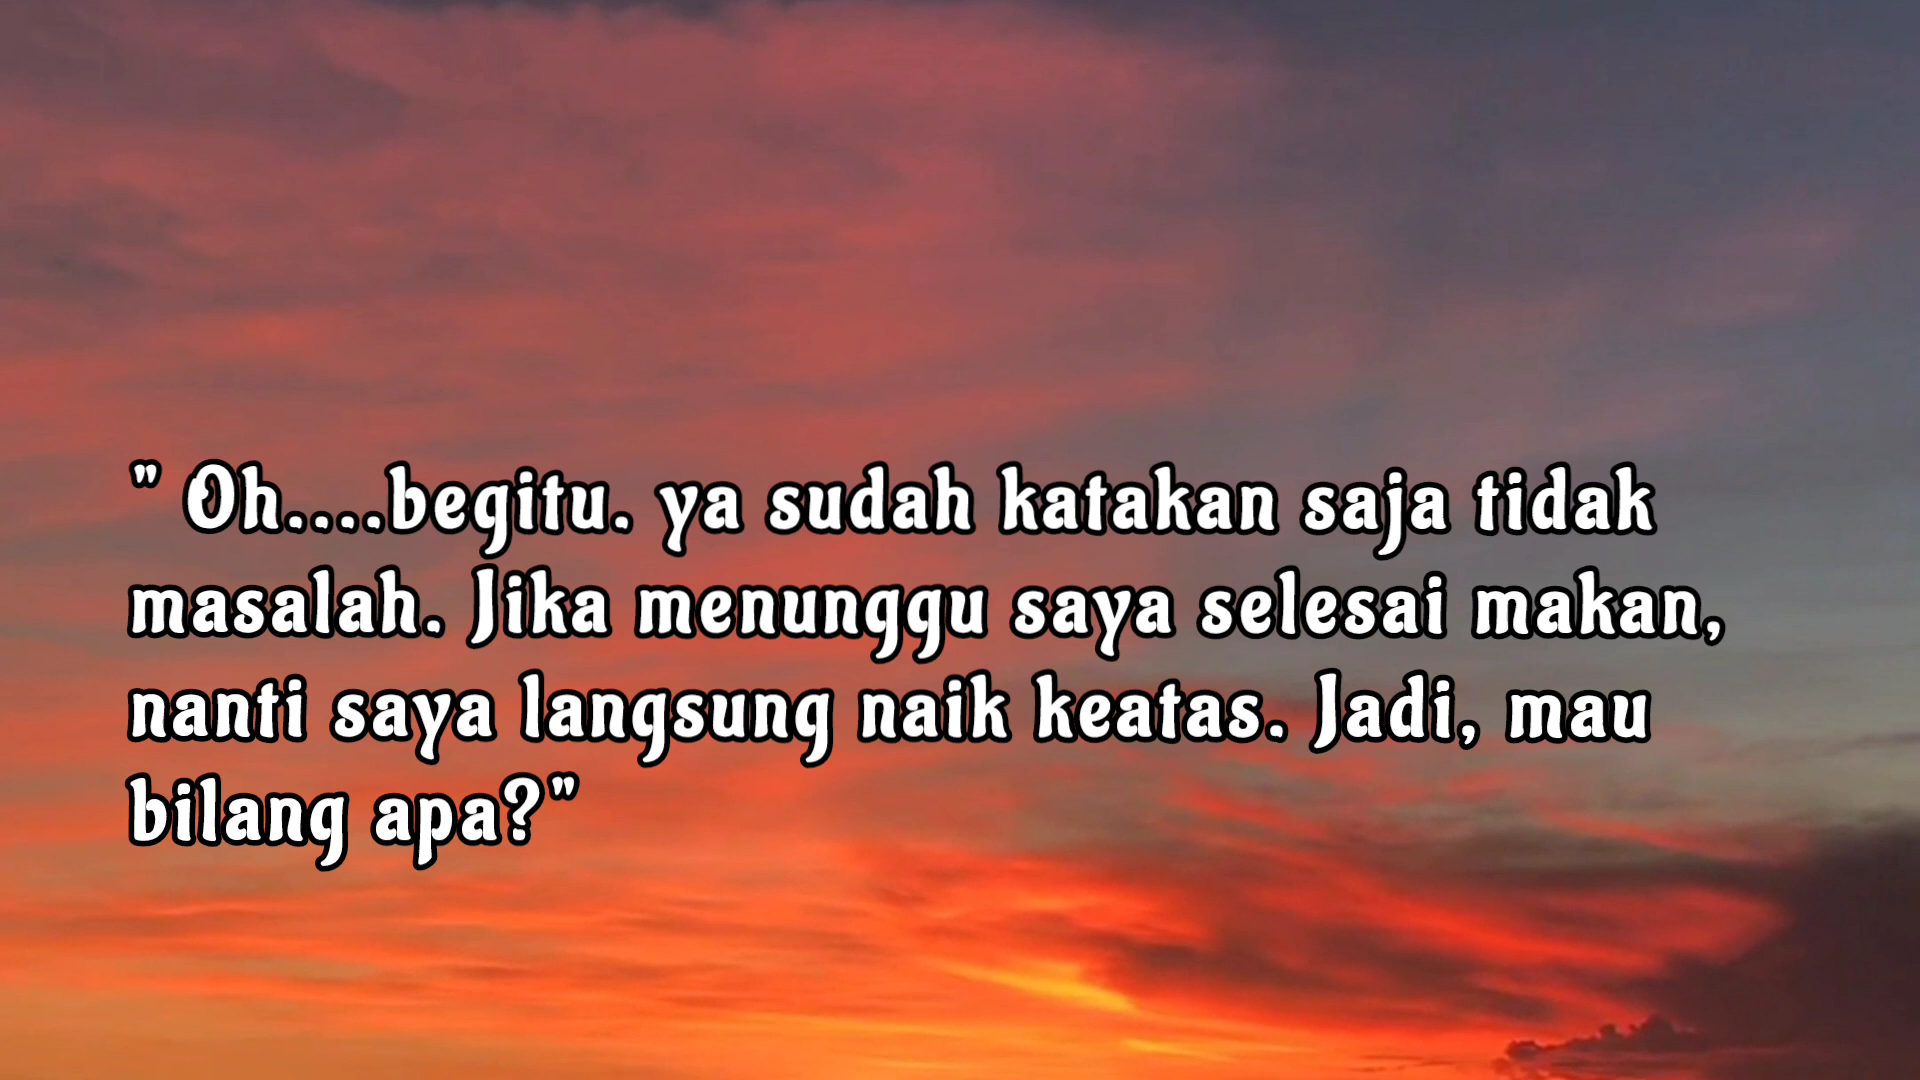 " Oh....begitu. ya sudah katakan saja tidak
masalah. Jika menunggu saya selesai makan,
nanti saya langsung naik keatas. Jadi, mau
bilang apa?"